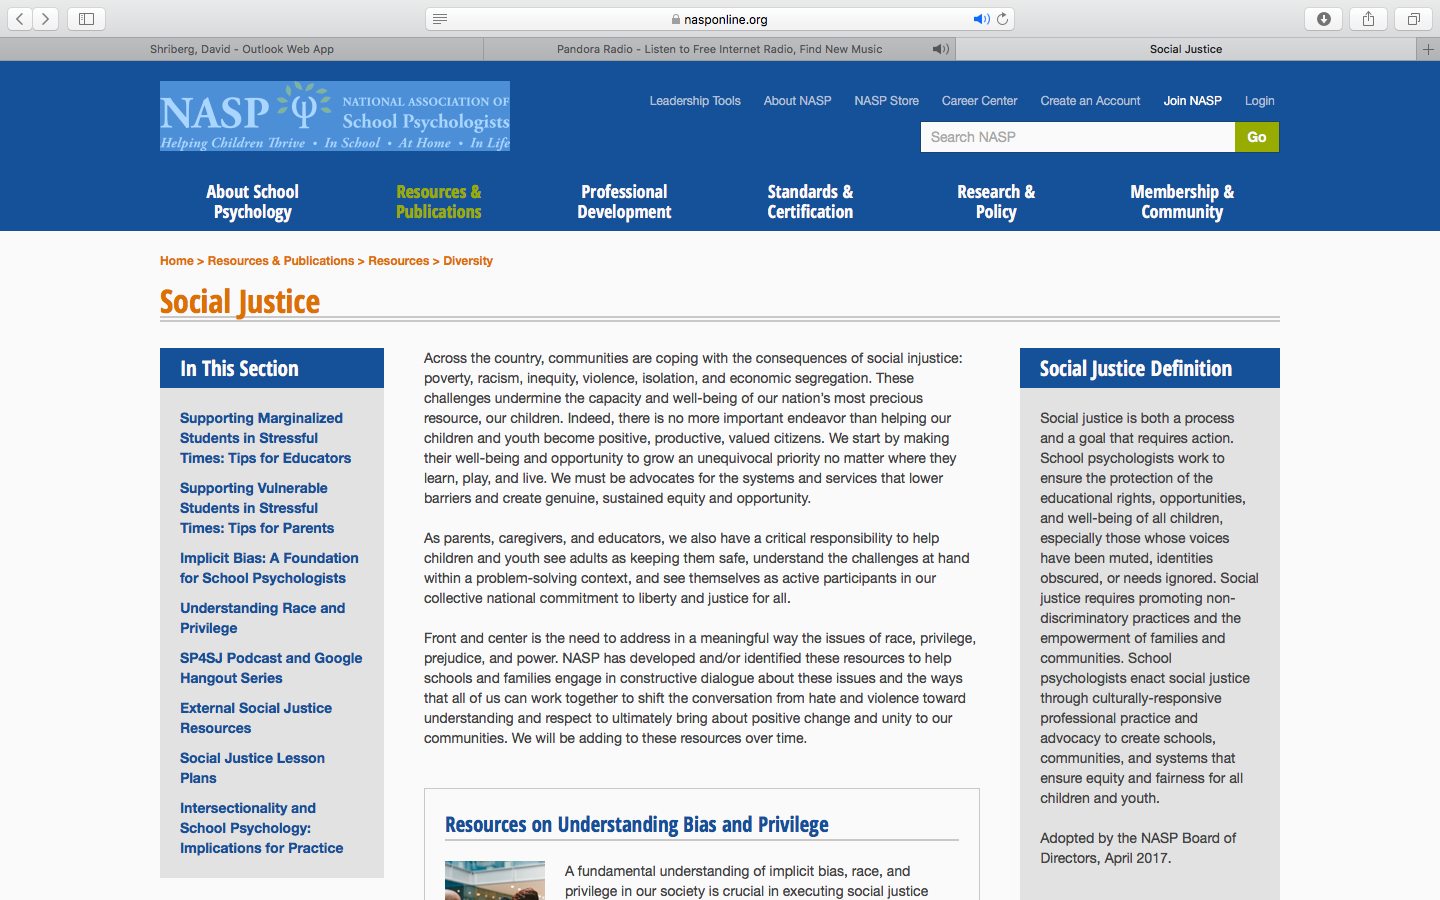 nasponline.org
Shriberg, David - Outlook Web App
Pandora Radio - Listen to Free Internet Radio, Find New Music
Social Justice
NASP
NATIONAL ASSOCIATION OF
School Psychologists
Helping Children Thrive • In School • At Home • In Life
Leadership Tools
About NASP
NASP Store
Career Center
Create an Account
Join NASP
Login
Search NASP
Go
About School
Psychology
Resources &
Publications
Professional
Development
Standards &
Certification
Research &
Policy
Membership &
Community
Home > Resources & Publications > Resources > Diversity
Social Justice
In This Section
Supporting Marginalized
Students in Stressful
Times: Tips for Educators
Supporting Vulnerable
Students in Stressful
Times: Tips for Parents
Implicit Bias: A Foundation
for School Psychologists
Understanding Race and
Privilege
SP4SJ Podcast and Google
Hangout Series
External Social Justice
Resources
Social Justice Lesson
Plans
Intersectionality and
School Psychology:
Implications for Practice
Across the country, communities are coping with the consequences of social injustice:
poverty, racism, inequity, violence, isolation, and economic segregation. These
challenges undermine the capacity and well-being of our nation's most precious
resource, our children. Indeed, there is no more important endeavor than helping our
children and youth become positive, productive, valued citizens. We start by making
their well-being and opportunity to grow an unequivocal priority no matter where they
learn, play, and live. We must be advocates for the systems and services that lower
barriers and create genuine, sustained equity and opportunity.
As parents, caregivers, and educators, we also have a critical responsibility to help
children and youth see adults as keeping them safe, understand the challenges at hand
within a problem-solving context, and see themselves as active participants in our
collective national commitment to liberty and justice for all.
Front and center is the need to address in a meaningful way the issues of race, privilege,
prejudice, and power. NASP has developed and/or identified these resources to help
schools and families engage in constructive dialogue about these issues and the ways
that all of us can work together to shift the conversation from hate and violence toward
understanding and respect to ultimately bring about positive change and unity to our
communities. We will be adding to these resources over time.
Resources on Understanding Bias and Privilege
A fundamental understanding of implicit bias, race, and
privilege in our society is crucial in executing social justice
Social Justice Definition
Social justice is both a process
and a goal that requires action.
School psychologists work to
ensure the protection of the
educational rights, opportunities,
and well-being of all children,
especially those whose voices
have been muted, identities
obscured, or needs ignored. Social
justice requires promoting non-
discriminatory practices and the
empowerment of families and
communities. School
psychologists enact social justice
through culturally-responsive
professional practice and
advocacy to create schools,
communities, and systems that
ensure equity and fairness for all
children and youth.
Adopted by the NASP Board of
Directors, April 2017.